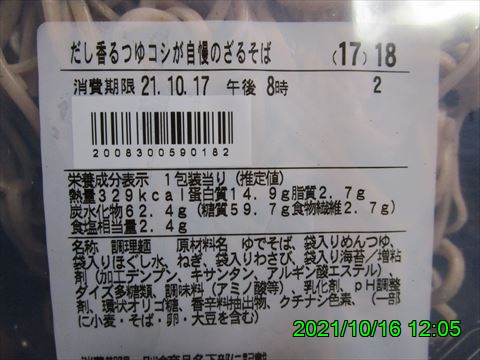 だし香るつゆコシが自慢のざるそば (17)18
消費期限 21.10.17 午後 8時 2
2008300590182
栄養成分表示 1包装当り (推定値)
熱量329kcal蛋白質14.9g脂質2.7g
炭水化物62.4g(糖質59.7g食物繊維2.7g)
食塩相当量2.4g
名称 調理麺 原材料名 ゆでそば、袋入りめんつゆ、
袋入りほぐし水、ねぎ、袋入りわさび、袋入り海苔/増粘
剤(加工デンプン、キサンタン、アルギン酸エステル)、
ダイズ多糖類、調味料(アミノ酸等)、乳化剤、pH調整
剤、環状オリゴ糖、香辛料抽出物、クチナシ色素、(一部
に小麦・そば・卵・大豆を含む)
消費期限
2021/10/16 12:05